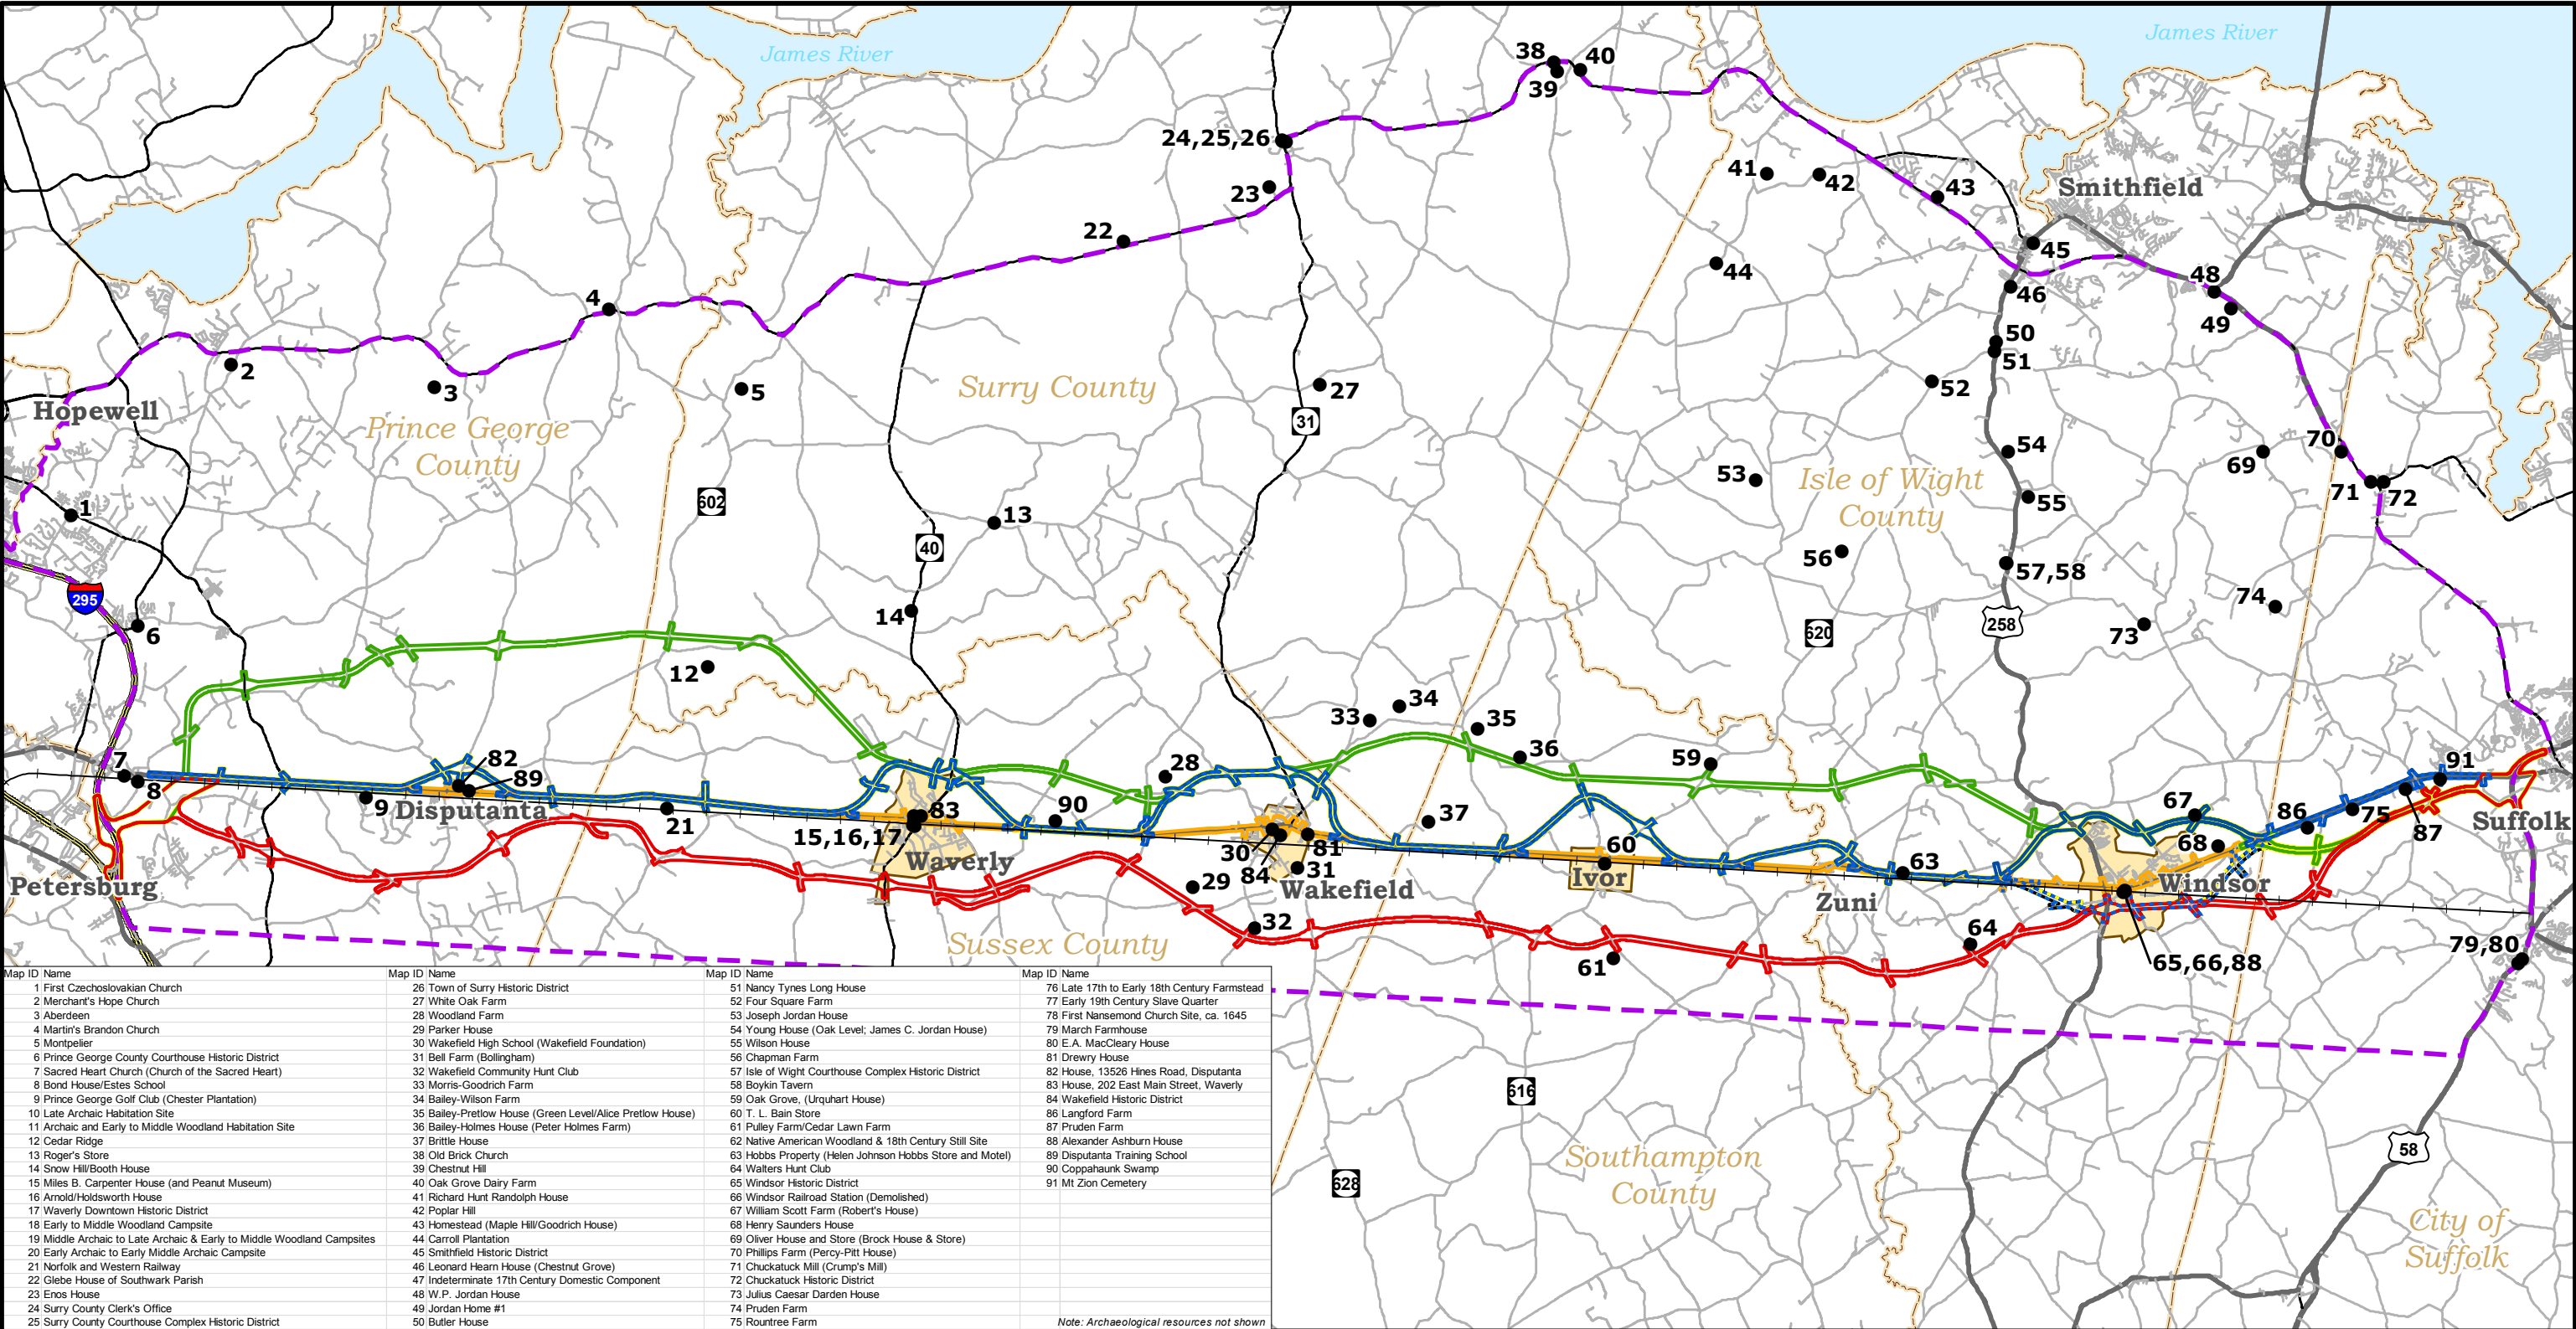 James River
James River
38
40
39
24,25,26
41
42
43
Smithfield
23
22
45
44
48
46
4
49
50
51
2
3
5
Surry County
27
52
Hopewell
Prince George
County
31
54
70
69
53
Isle of Wight
County
71
72
602
1
13
55
40
56
57,58
295
14
74
6
620
258
73
12
34
33
35
36
7
82
28
59
91
8
89
9
Disputanta
21
83
90
37
67
86
75
15,16,17
30
81
60
68
87
Suffolk
Waverly
84
31
63
Petersburg
29
Wakefield
Ivor
Windsor
Zuni
32
64
Sussex County
79,80
61
65,66,88
616
58
628
Southampton
County
City of
Suffolk
Map ID Name
1 First Czechoslovakian Church
2 Merchant's Hope Church
3 Aberdeen
4 Martin's Brandon Church
5 Montpelier
6 Prince George County Courthouse Historic District
7 Sacred Heart Church (Church of the Sacred Heart)
8 Bond House/Estes School
9 Prince George Golf Club (Chester Plantation)
10 Late Archaic Habitation Site
11 Archaic and Early to Middle Woodland Habitation Site
12 Cedar Ridge
13 Roger's Store
14 Snow Hill/Booth House
15 Miles B. Carpenter House (and Peanut Museum)
16 Arnold/Holdsworth House
17 Waverly Downtown Historic District
18 Early to Middle Woodland Campsite
19 Middle Archaic to Late Archaic & Early to Middle Woodland Campsites
20 Early Archaic to Early Middle Archaic Campsite
21 Norfolk and Western Railway
22 Glebe House of Southwark Parish
23 Enos House
24 Surry County Clerk's Office
25 Surry County Courthouse Complex Historic District
Map ID Name
26 Town of Surry Historic District
27 White Oak Farm
28 Woodland Farm
29 Parker House
30 Wakefield High School (Wakefield Foundation)
31 Bell Farm (Bollingham)
32 Wakefield Community Hunt Club
33 Morris-Goodrich Farm
34 Bailey-Wilson Farm
35 Bailey-Pretlow House (Green Level/Alice Pretlow House)
36 Bailey-Holmes House (Peter Holmes Farm)
37 Brittle House
38 Old Brick Church
39 Chestnut Hill
40 Oak Grove Dairy Farm
41 Richard Hunt Randolph House
42 Poplar Hill
43 Homestead (Maple Hill/Goodrich House)
44 Carroll Plantation
45 Smithfield Historic District
46 Leonard Hearn House (Chestnut Grove)
47 Indeterminate 17th Century Domestic Component
48 W.P. Jordan House
49 Jordan Home #1
50 Butler House
Map ID Name
51 Nancy Tynes Long House
52 Four Square Farm
53 Joseph Jordan House
54 Young House (Oak Level; James C. Jordan House)
55 Wilson House
56 Chapman Farm
57 Isle of Wight Courthouse Complex Historic District
58 Boykin Tavern
59 Oak Grove, (Urquhart House)
60 T. L. Bain Store
61 Pulley Farm/Cedar Lawn Farm
62 Native American Woodland & 18th Century Still Site
63 Hobbs Property (Helen Johnson Hobbs Store and Motel)
64 Walters Hunt Club
65 Windsor Historic District
66 Windsor Railroad Station (Demolished)
67 William Scott Farm (Robert's House)
68 Henry Saunders House
69 Oliver House and Store (Brock House & Store)
70 Phillips Farm (Percy-Pitt House)
71 Chuckatuck Mill (Crump's Mill)
72 Chuckatuck Historic District
73 Julius Caesar Darden House
74 Pruden Farm
75 Rountree Farm
Map ID Name
76 Late 17th to Early 18th Century Farmstead
77 Early 19th Century Slave Quarter
78 First Nansemond Church Site, ca. 1645
79 March Farmhouse
80 E.A. MacCleary House
81 Drewry House
82 House, 13526 Hines Road, Disputanta
83 House, 202 East Main Street, Waverly
84 Wakefield Historic District
86 Langford Farm
87 Pruden Farm
88 Alexander Ashburn House
89 Disputanta Training School
90 Coppahaunk Swamp
91 Mt Zion Cemetery
Note: Archaeological resources not shown